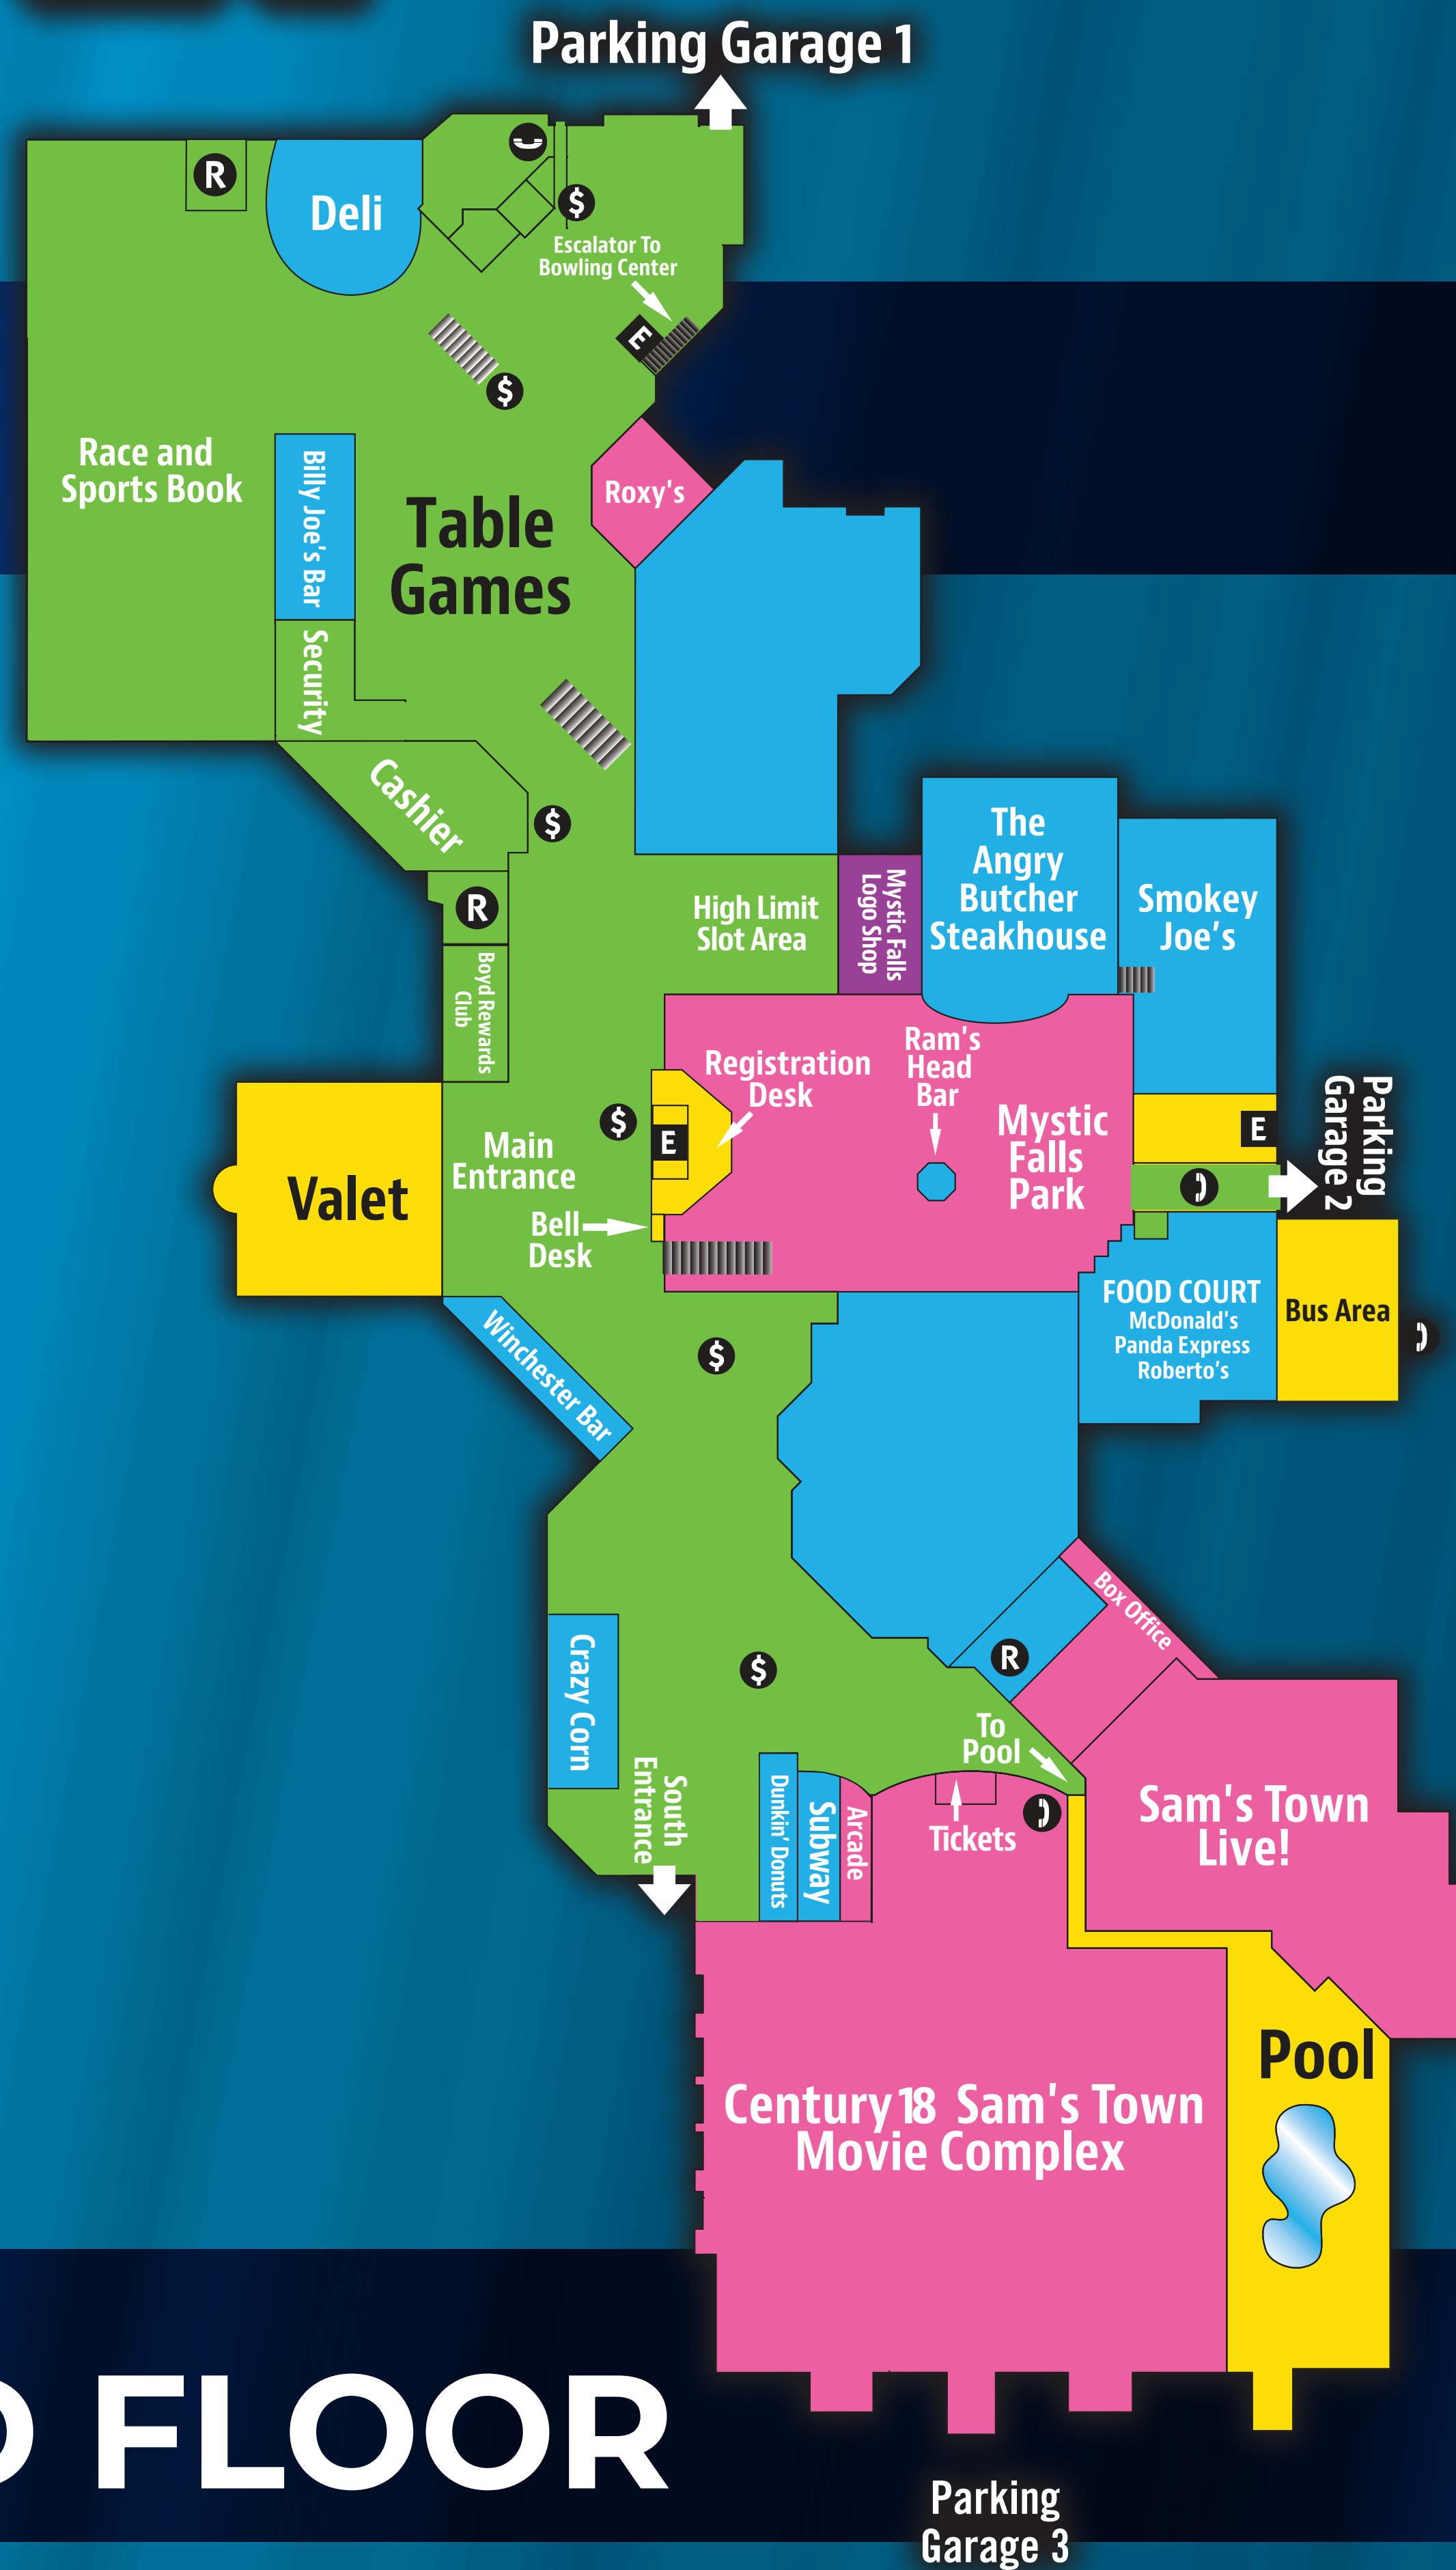 Parking Garage 1
R
Deli
$
Escalator To
Bowling Center
E
$
Race and
Sports Book
Billy Joe's Bar
Roxy's
Table
Games
Security
Cashier
$
The
Angry
Butcher
Steakhouse
Smokey
Joe's
Mystic Falls
Logo Shop
High Limit
Slot Area
R
Boyd Rewards
Club
Registration
Desk
Ram's
Head
Bar
Mystic
Falls
Park
$
E
E
Parking
Garage 2
Main
Entrance
Valet
Bell
Desk
FOOD COURT
McDonald's
Panda Express
Roberto's
Bus Area
Winchester Bar
$
Box Office
R
Crazy Corn
$
To
Pool
South
Entrance
Dunkin' Donuts
Subway
Arcade
Tickets
Sam's Town
Live!
Pool
Century 18 Sam's Town
Movie Complex
D FLOOR
Parking
Garage 3